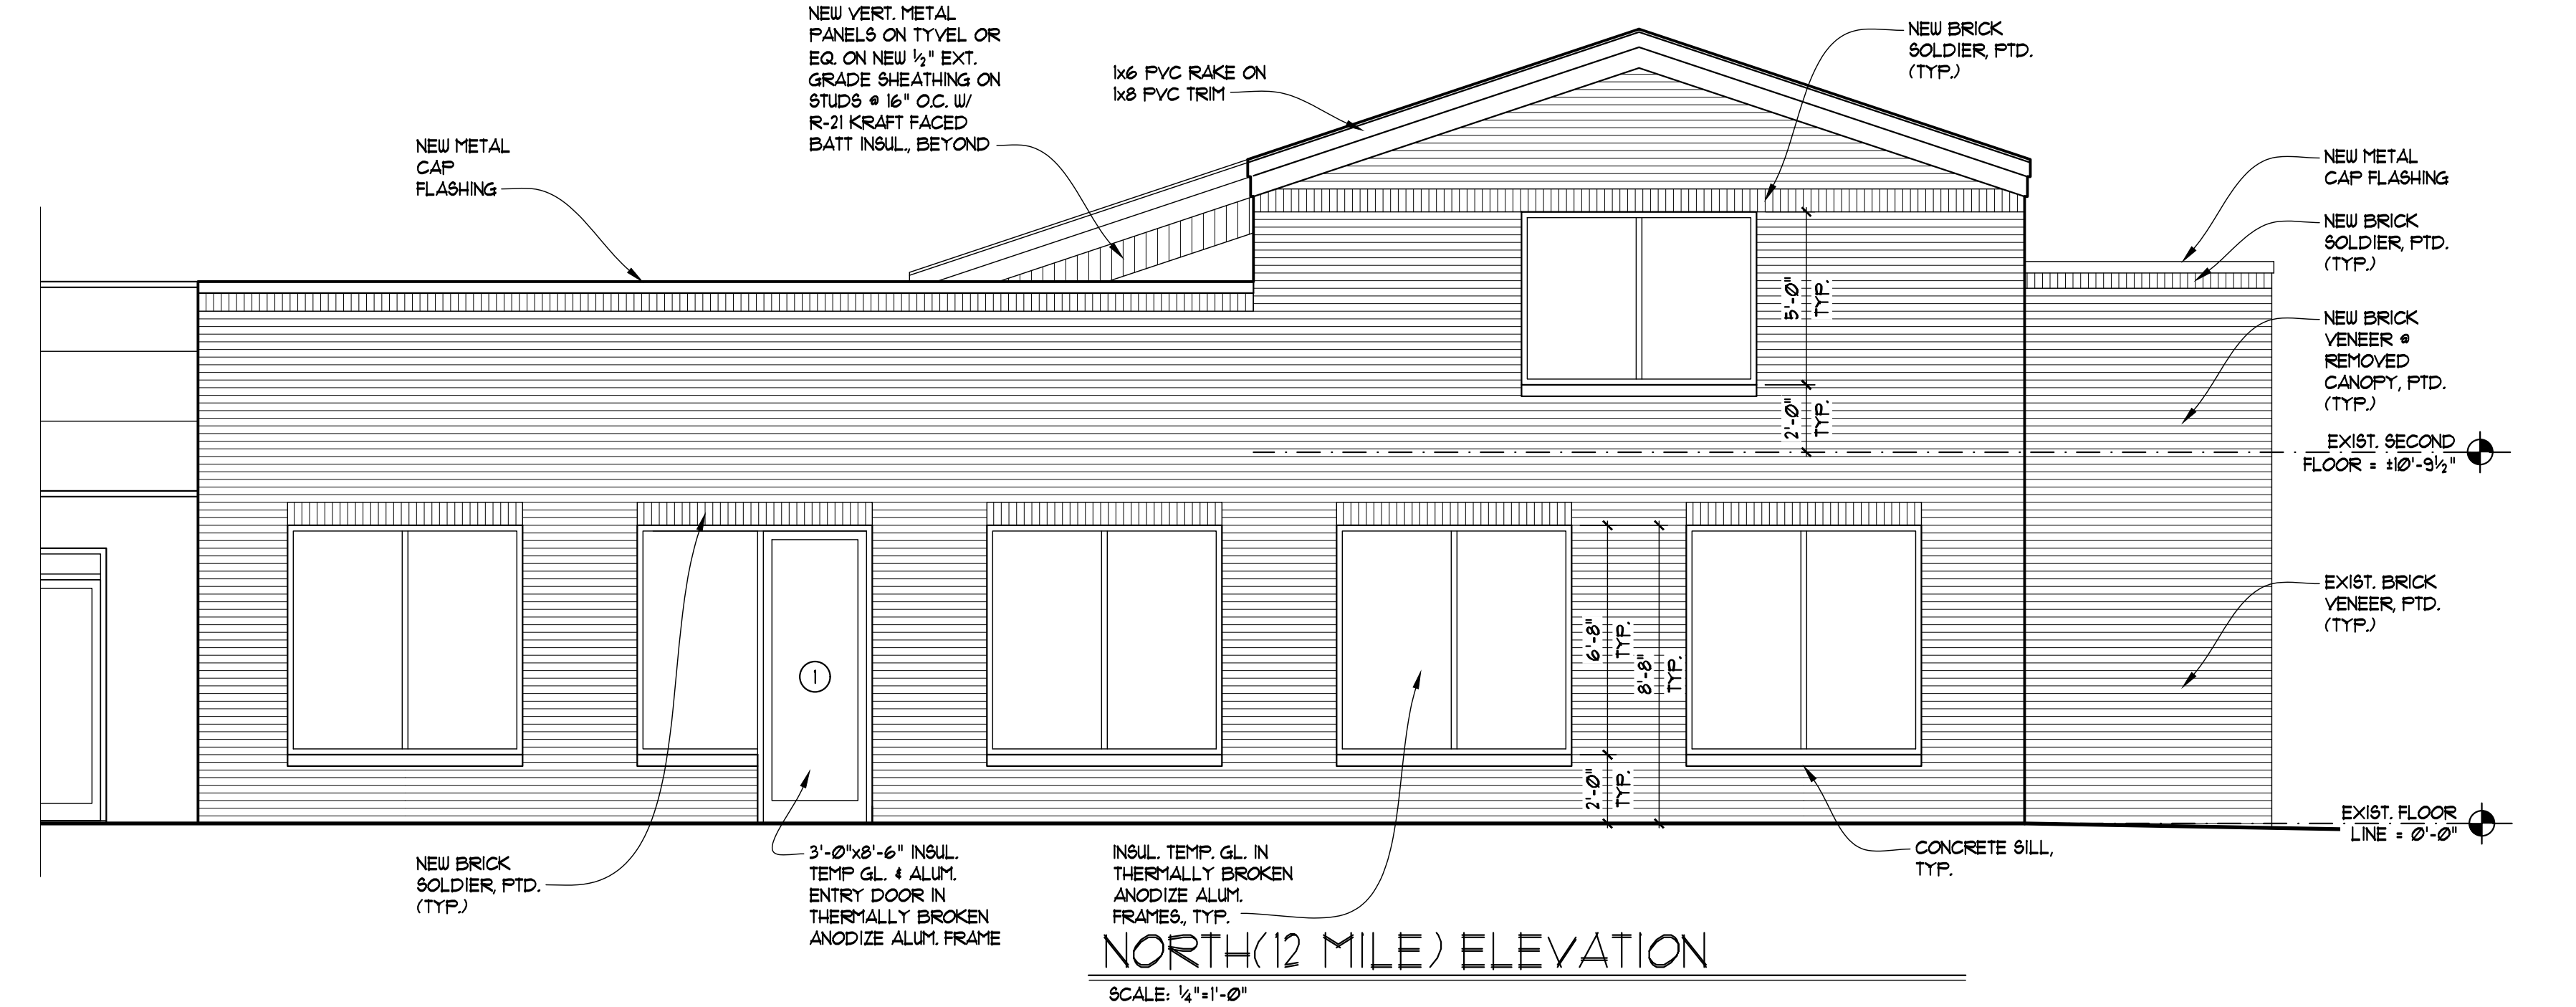 NEW VERT. METAL
PANELS ON TYVEL OR
EQ. ON NEW ½" EXT.
GRADE SHEATHING ON
STUDS @ 16" O.C. W/
R-21 KRAFT FACED
BATT INSUL., BEYOND
1x6 PVC RAKE ON
1x8 PVC TRIM
NEW BRICK
SOLDIER, PTD.
(TYP.)
NEW METAL
CAP
FLASHING
NEW METAL
CAP FLASHING
NEW BRICK
SOLDIER, PTD.
(TYP.)
NEW BRICK
VENEER @
REMOVED
CANOPY, PTD.
(TYP.)
5'-0"
TYP.
2'-0"
TYP.
EXIST. SECOND
FLOOR = ±10'-9½"
EXIST. BRICK
VENEER, PTD.
(TYP.)
6'-8"
TYP.
8'-8"
TYP.
2'-0"
TYP.
1
EXIST. FLOOR
LINE = 0'-0"
NEW BRICK
SOLDIER, PTD.
(TYP.)
3'-0"x8'-6" INSUL.
TEMP GL. & ALUM.
ENTRY DOOR IN
THERMALLY BROKEN
ANODIZE ALUM. FRAME
INSUL. TEMP. GL. IN
THERMALLY BROKEN
ANODIZE ALUM.
FRAMES., TYP.
CONCRETE SILL,
TYP.
NORTH(12 MILE) ELEVATION
SCALE: ¼"=1'-0"